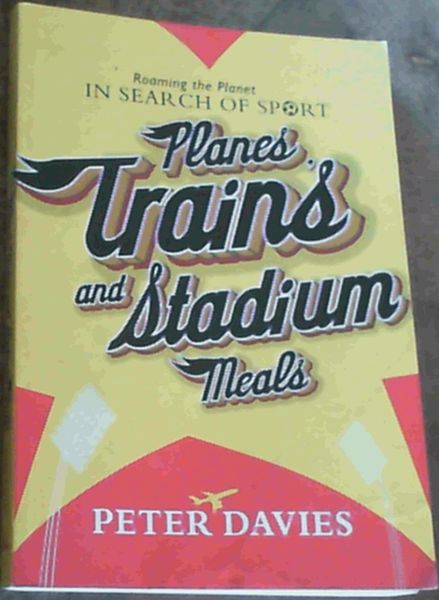 Roaming the Planet
IN SEARCH OF SPORT
Planes,
Trains
and Stadium
Meals
PETER DAVIES